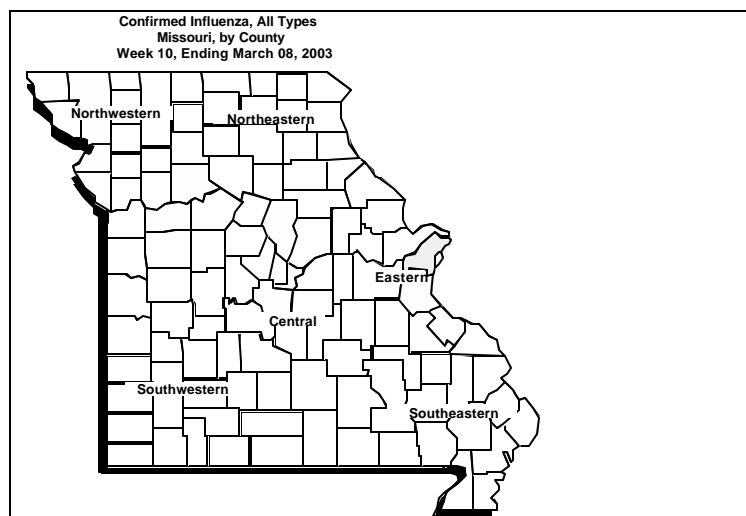 Confirmed Influenza, All Types
Missouri, by County
Week 10, Ending March 08, 2003
Northwestern
Northeastern
Eastern
Central
Southwestern
Southeastern